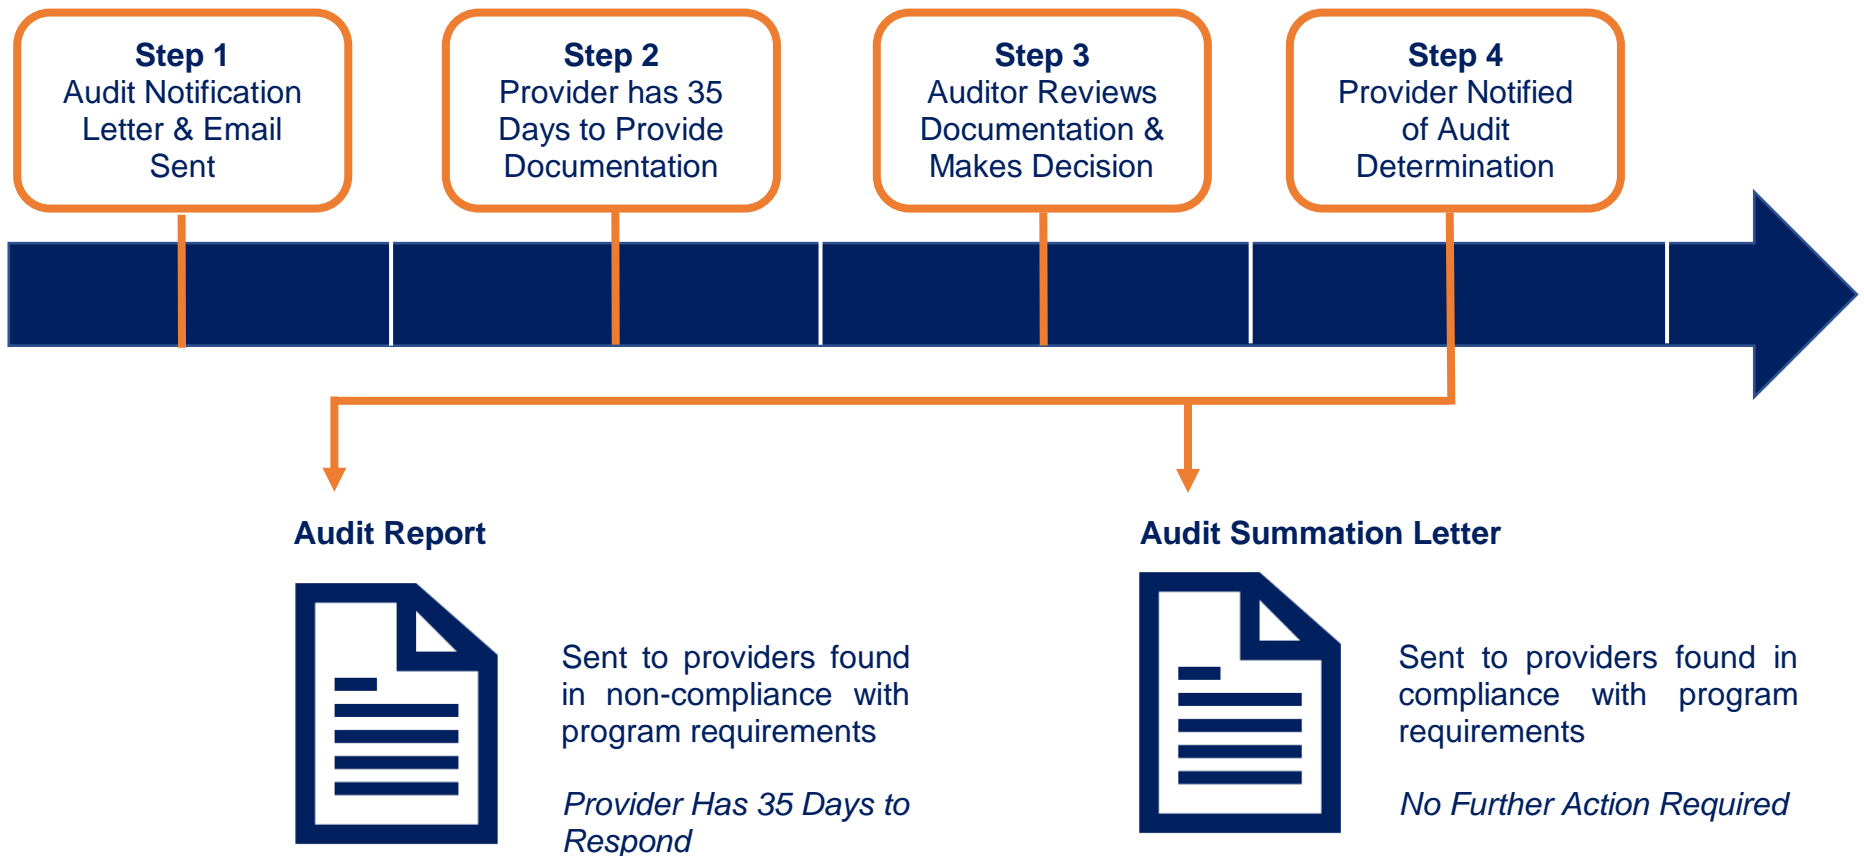 Step 1
Audit Notification
Letter & Email
Sent
Step 2
Provider has 35
Days to Provide
Documentation
Step 3
Auditor Reviews
Documentation &
Makes Decision
Step 4
Provider Notified
of Audit
Determination
Audit Report
Sent to providers found
in non-compliance with
program requirements
Provider Has 35 Days to
Respond
Audit Summation Letter
Sent to providers found in
compliance with program
requirements
No Further Action Required